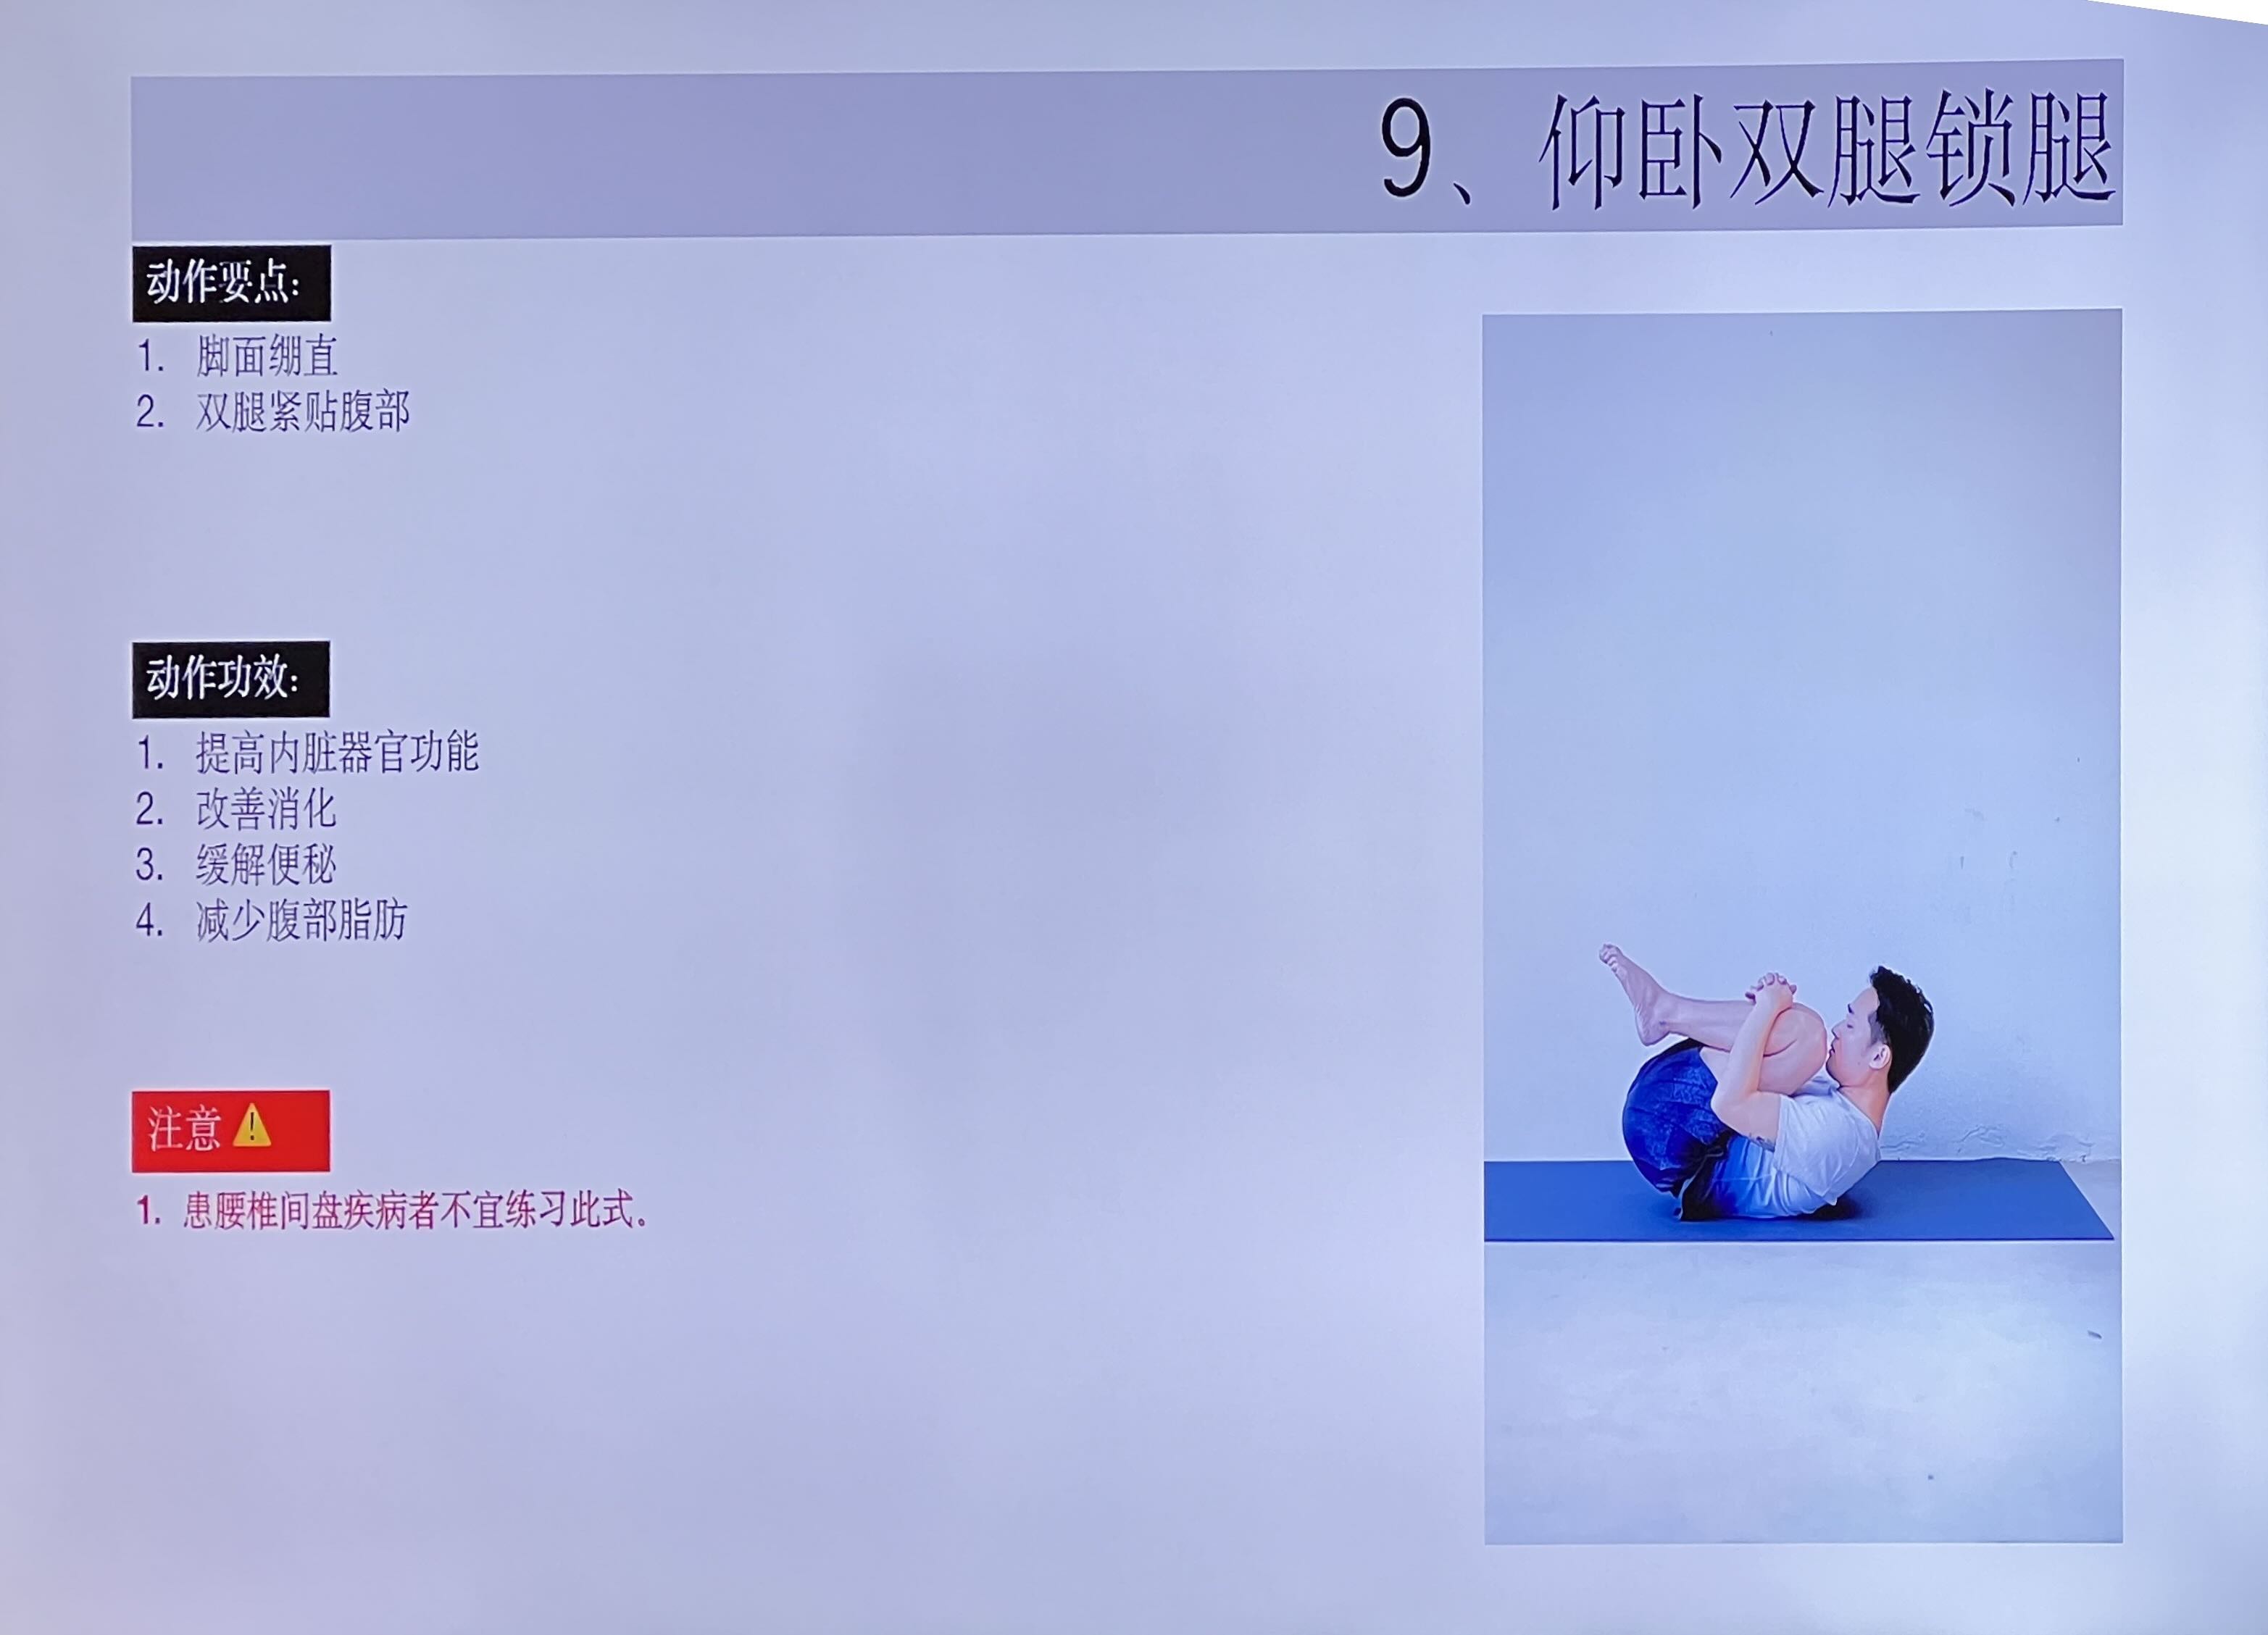 9、仰卧双腿锁腿
动作要点:
1. 脚面绷直
2. 双腿紧贴腹部
动作功效:
1. 提高内脏器官功能
2. 改善消化
3. 缓解便秘
4. 减少腹部脂肪
注意⚠️
1. 患腰椎间盘疾病者不宜练习此式。